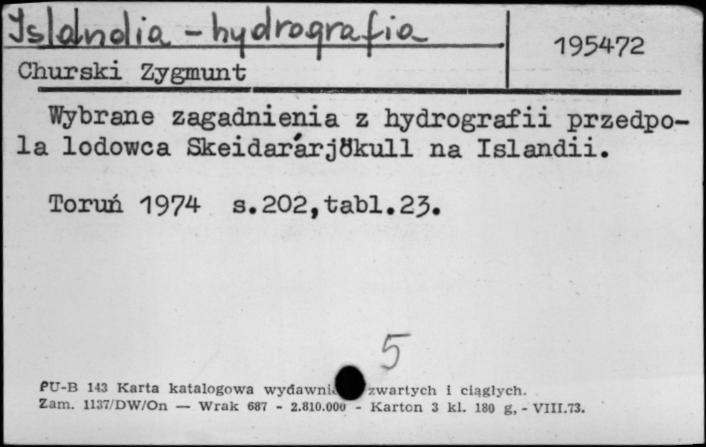 Islandia - hydrografia
195472
Churski Zygmunt
Wybrane zagadnienia z hydrografii przedpo-
la lodowca Skeidarárjökull na Islandii.
Toruń 1974 s.202,tabl.23.
5
PU-B 143 Karta katalogowa zwartych i ciągłych.
Zam. 1137/DW/On — Wrak 687 - 2.810.000 - Karton 3 kl. 180 g, - VIII.73.